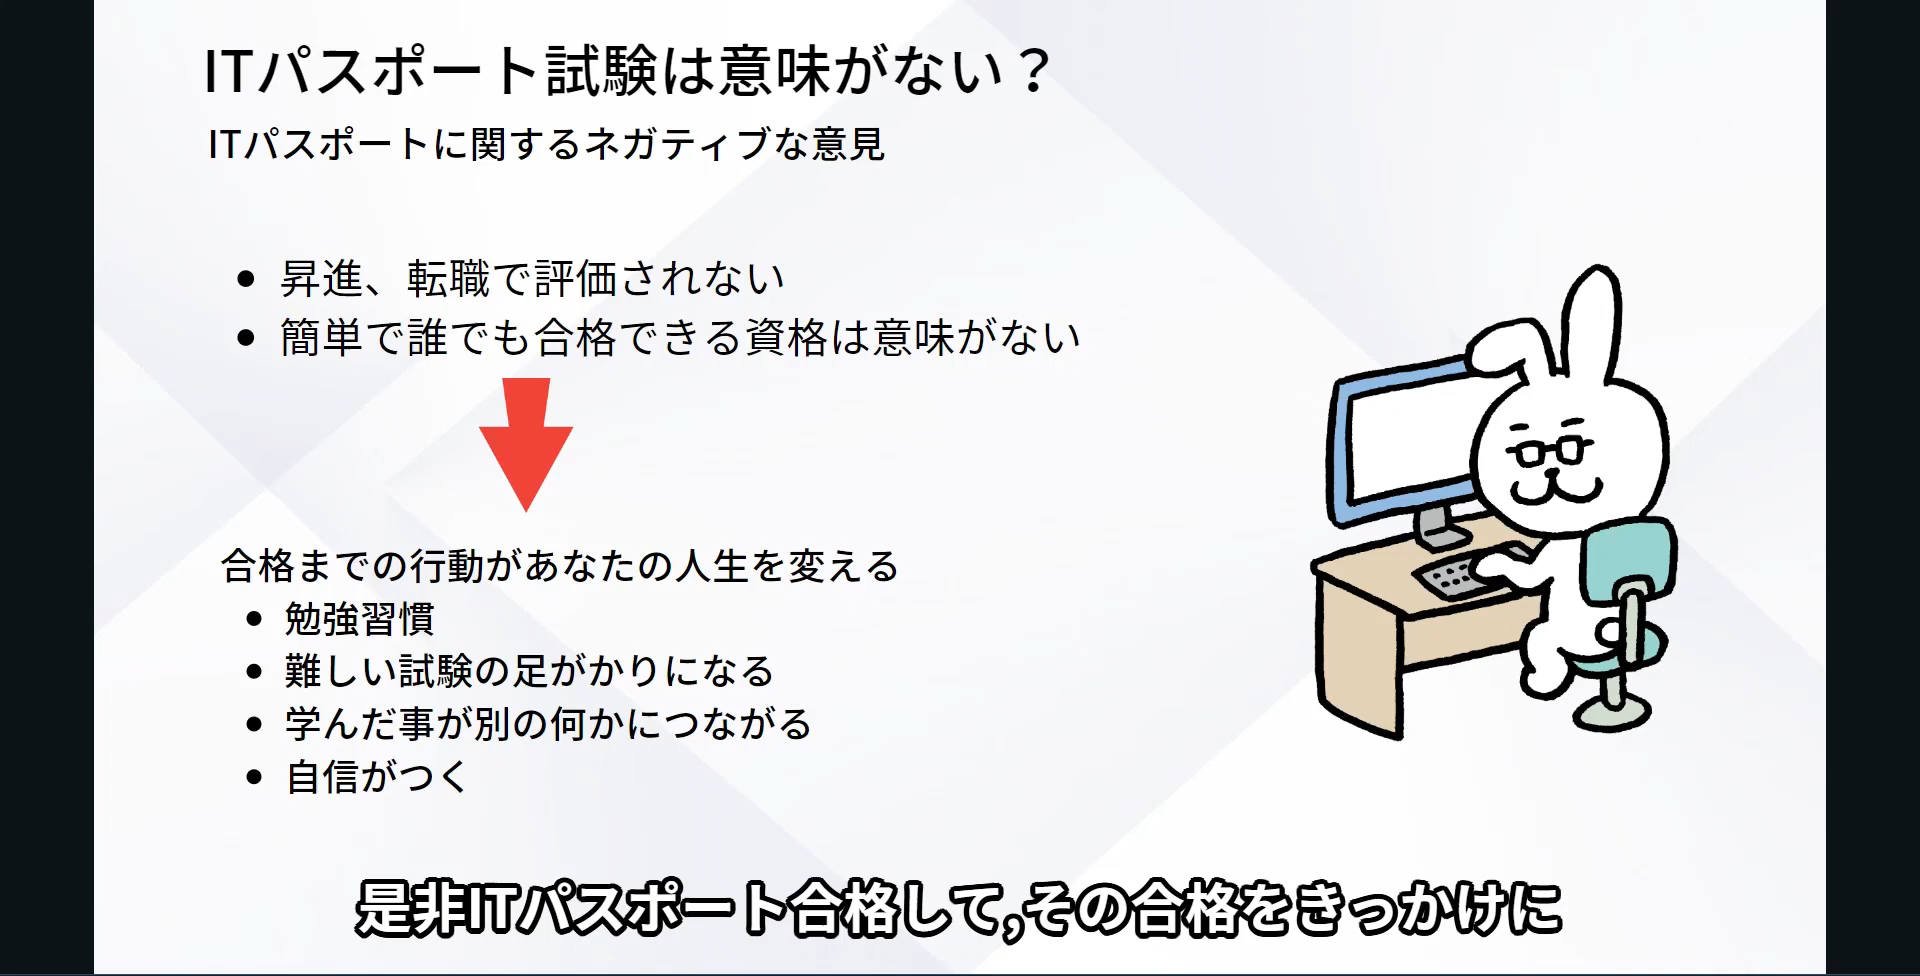 ITパスポート試験は意味がない？
ITパスポートに関するネガティブな意見
• 昇進、転職で評価されない
• 簡単で誰でも合格できる資格は意味がない
合格までの行動があなたの人生を変える
• 勉強習慣
• 難しい試験の足がかりになる
• 学んだ事が別の何かにつながる
• 自信がつく
是非ITパスポート合格して,その合格をきっかけに